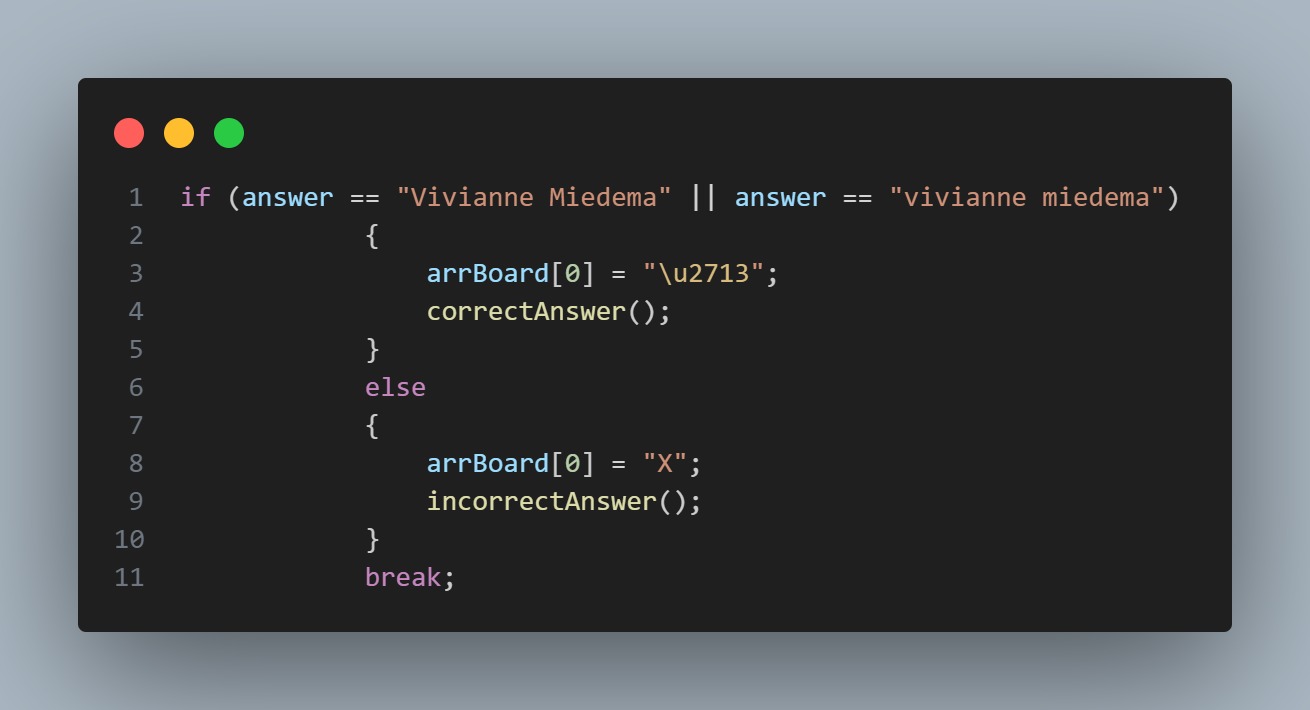 1 if (answer == "Vivianne Miedema" || answer == "vivianne miedema")
2 {
3 arrBoard[0] = "\u2713";
4 correctAnswer();
5 }
6 else
7 {
8 arrBoard[0] = "X";
9 incorrectAnswer();
10 }
11 break;